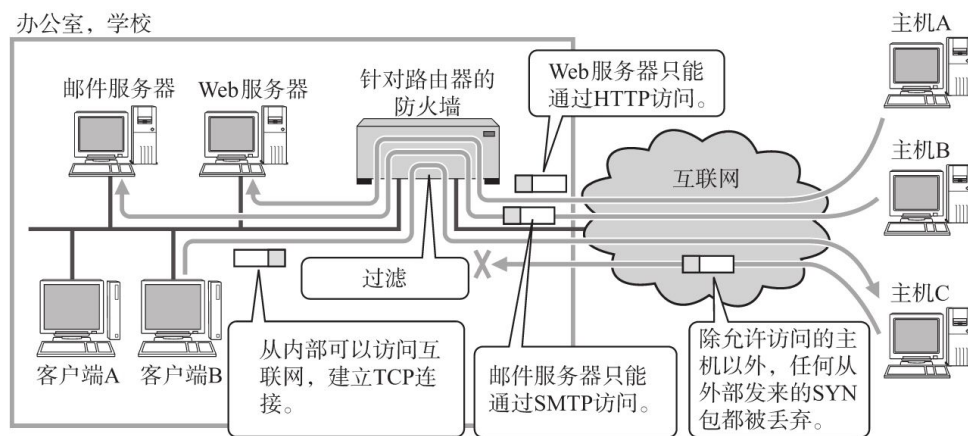 办公室，学校
主机A
邮件服务器
Web服务器
针对路由器的
防火墙
Web服务器只能
通过HTTP访问。
主机B
互联网
过滤
主机C
从内部可以访问互
联网，建立TCP连
接。
邮件服务器只能
通过SMTP访问。
除允许访问的主
机以外，任何从
外部发来的SYN
包都被丢弃。
客户端A
客户端B